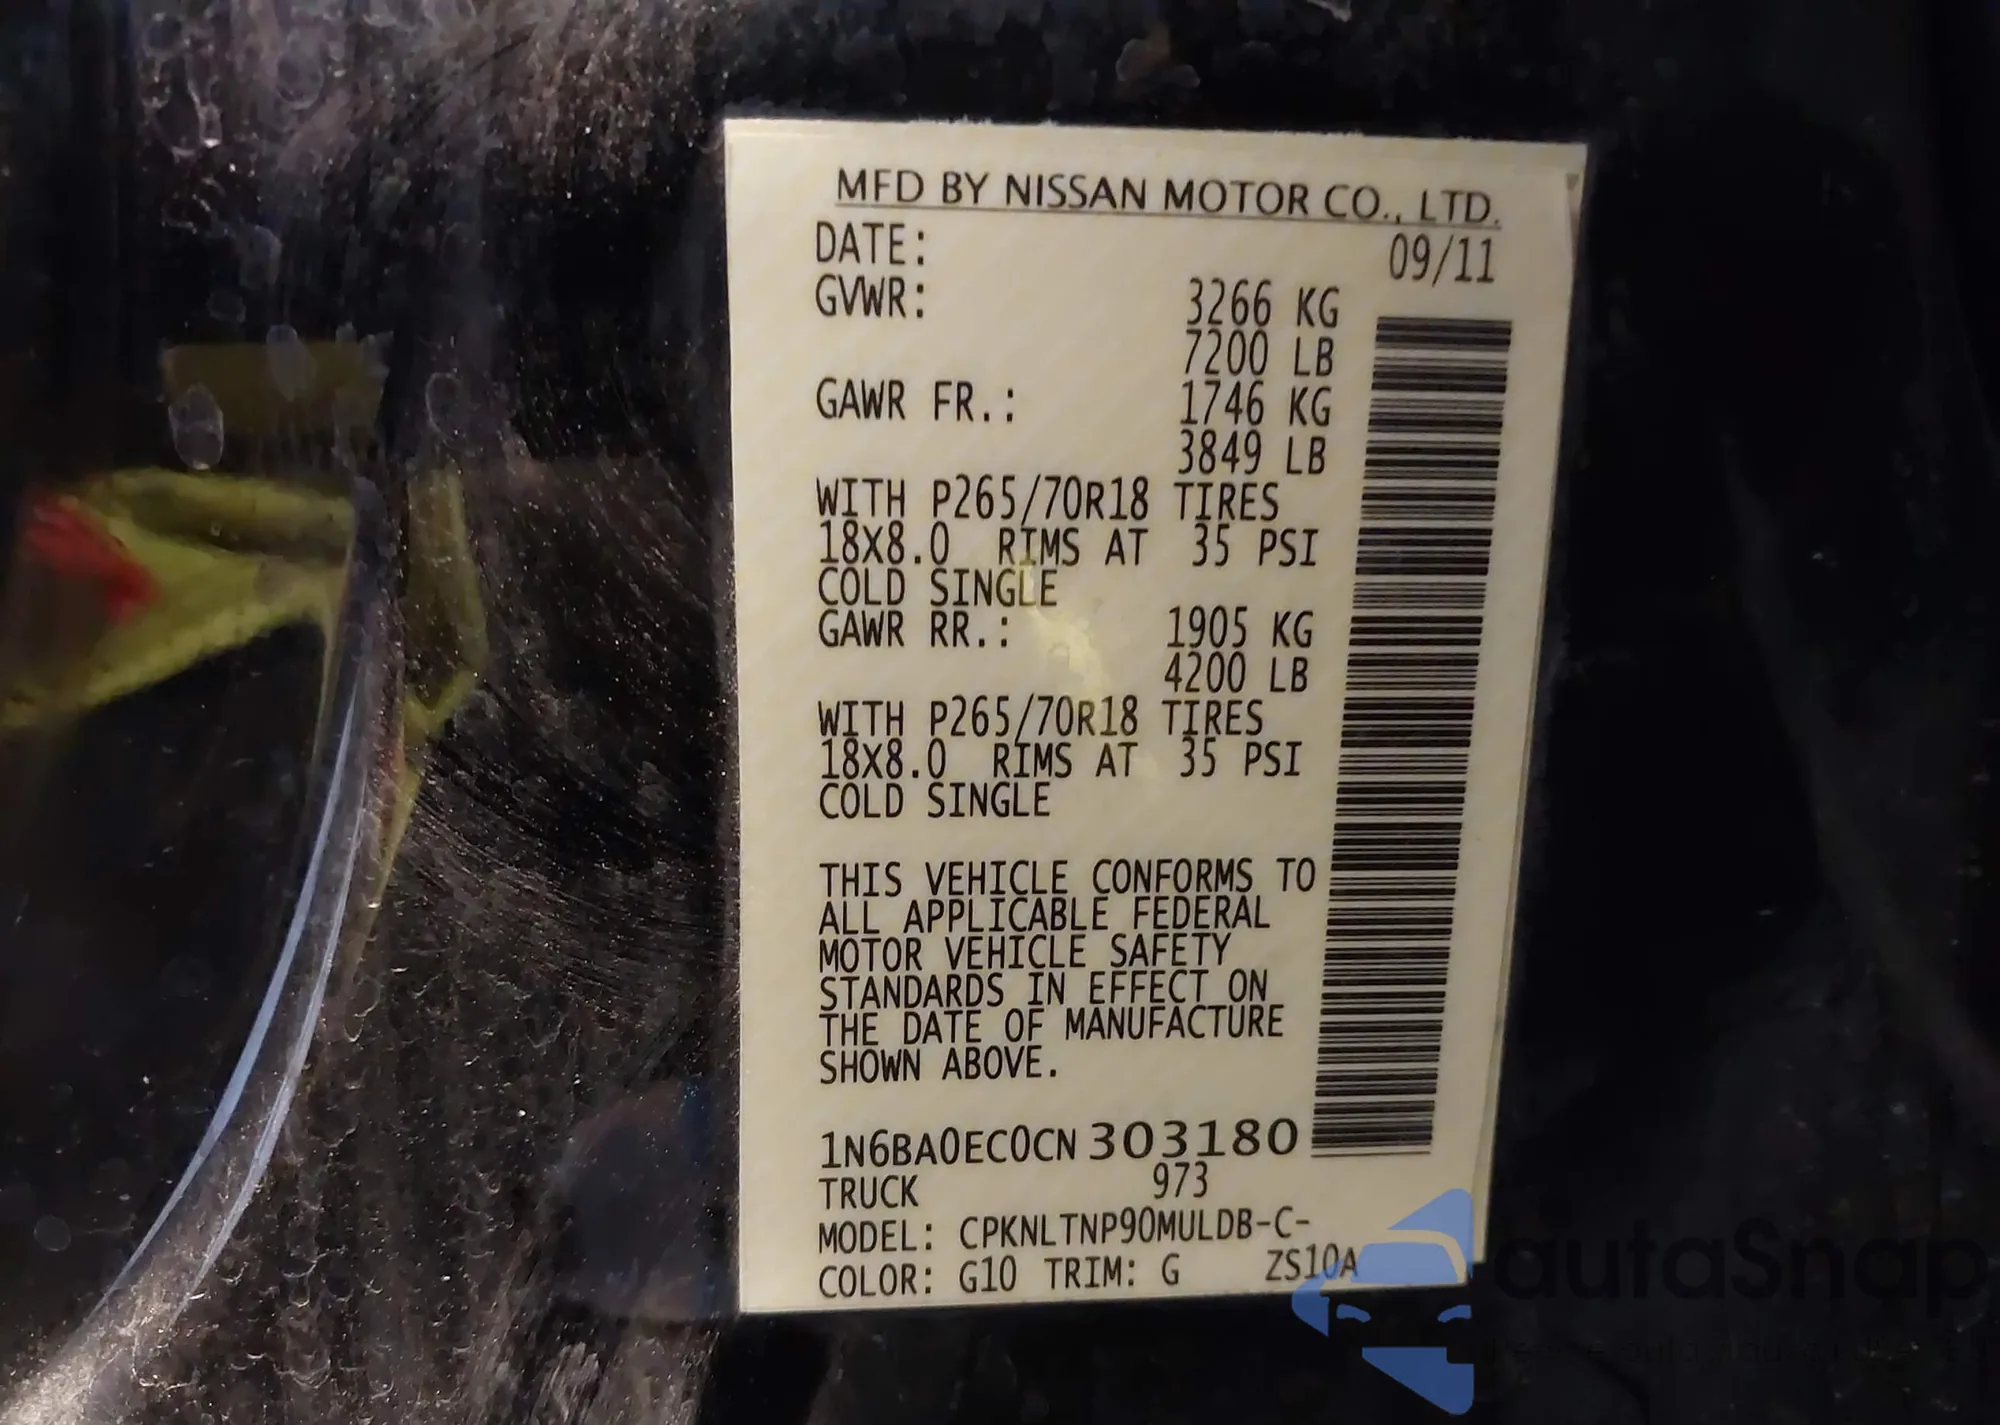 MFD BY NISSAN MOTOR CO., LTD.
DATE: 09/11
GVWR: 3266 KG
7200 LB
GAWR FR.: 1746 KG
3849 LB
WITH P265/70R18 TIRES
18X8.0 RIMS AT 35 PSI
COLD SINGLE
GAWR RR.: 1905 KG
4200 LB
WITH P265/70R18 TIRES
18X8.0 RIMS AT 35 PSI
COLD SINGLE
THIS VEHICLE CONFORMS TO
ALL APPLICABLE FEDERAL
MOTOR VEHICLE SAFETY
STANDARDS IN EFFECT ON
THE DATE OF MANUFACTURE
SHOWN ABOVE.
1N6BA0EC0CN303180
TRUCK 973
MODEL: CPKNLTNP90MULDB-C-
COLOR: G10 TRIM: G ZS10A
autaSnap